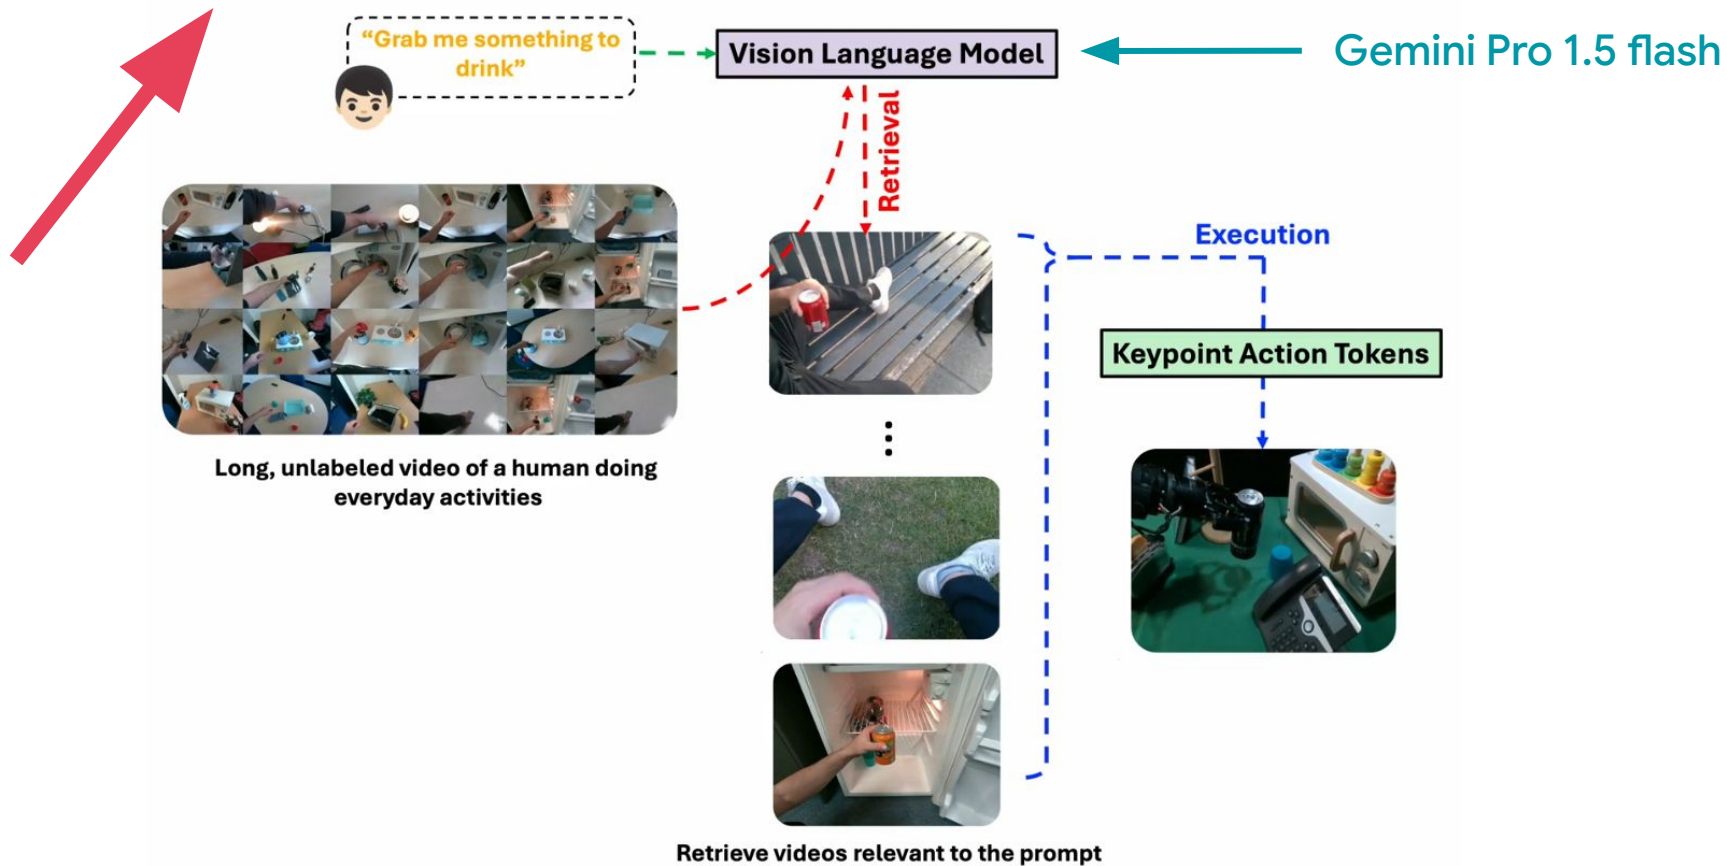 “Grab me something to
drink”
Vision Language Model
Gemini Pro 1.5 flash
Retrieval
Execution
Keypoint Action Tokens
Long, unlabeled video of a human doing
everyday activities
Retrieve videos relevant to the prompt